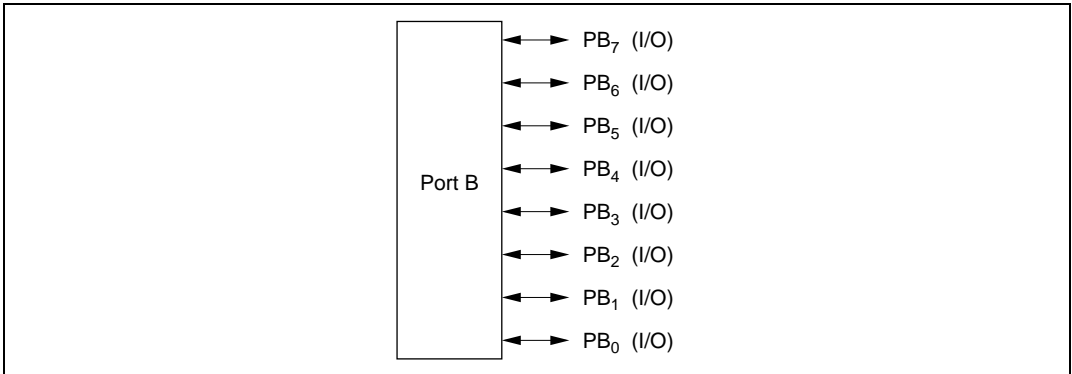 PB₇ (I/O)
PB₆ (I/O)
PB₅ (I/O)
PB₄ (I/O)
Port B
PB₃ (I/O)
PB₂ (I/O)
PB₁ (I/O)
PB₀ (I/O)